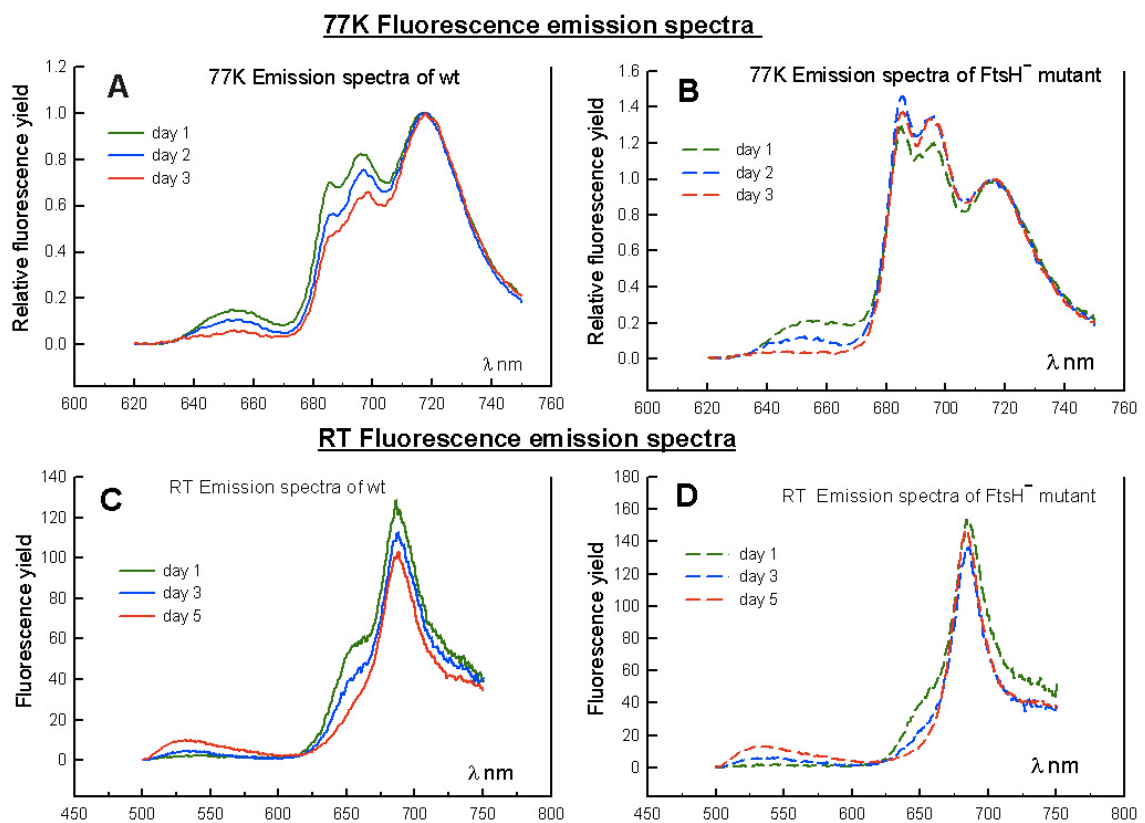 77K Fluorescence emission spectra
A
77K Emission spectra of wt
day 1
day 2
day 3
Relative fluorescence yield
1.2
1.0
0.8
0.6
0.4
0.2
0.0
λ nm
600 620 640 660 680 700 720 740 760
B
77K Emission spectra of FtsH⁻ mutant
day 1
day 2
day 3
Relative fluorescence yield
1.6
1.4
1.2
1.0
0.8
0.6
0.4
0.2
0.0
λ nm
600 620 640 660 680 700 720 740 760
RT Fluorescence emission spectra
C
RT Emission spectra of wt
day 1
day 3
day 5
Fluorescence yield
140
120
100
80
60
40
20
0
λ nm
450 500 550 600 650 700 750 800
D
RT Emission spectra of FtsH⁻ mutant
day 1
day 3
day 5
Fluorescence yield
180
160
140
120
100
80
60
40
20
0
λ nm
450 500 550 600 650 700 750 800